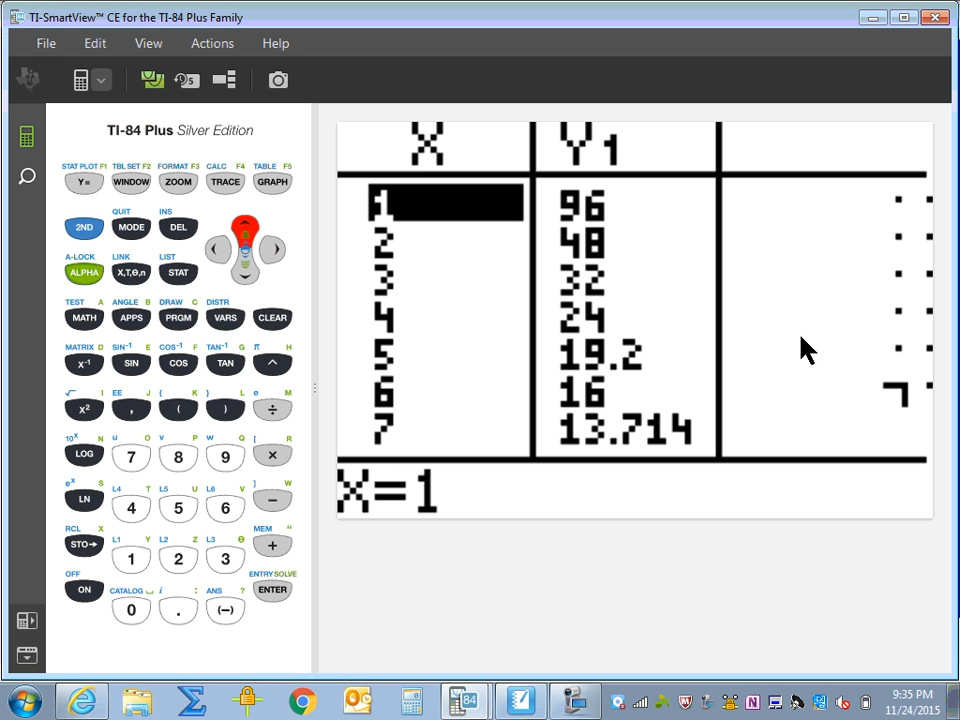 TI-SmartView™ CE for the TI-84 Plus Family
File Edit View Actions Help
TI-84 Plus Silver Edition
STAT PLOT F1 TBL SET F2 FORMAT F3 CALC F4 TABLE F5
Y= WINDOW ZOOM TRACE GRAPH
QUIT INS
2ND MODE DEL
A-LOCK LINK LIST
ALPHA X,T,Θ,n STAT
TEST A ANGLE B DRAW C DISTR
MATH APPS PRGM VARS CLEAR
MATRIX D SIN⁻¹ E COS⁻¹ F TAN⁻¹ G π H
x⁻¹ SIN COS TAN ^
√ I EE J { K } L e M
x² , ( ) ÷
10ˣ N u O v P w Q [ R
LOG 7 8 9 ×
eˣ S L4 T L5 U L6 V ] W
LN 4 5 6 −
RCL X L1 Y L2 Z L3 Θ MEM "
STO→ 1 2 3 +
OFF CATALOG ⎵ i : ANS ? ENTRY SOLVE
ON 0 . (−) ENTER
X Y1
1 96
2 48
3 32
4 24
5 19.2
6 16
7 13.714
X=1
84
9:35 PM
11/24/2015